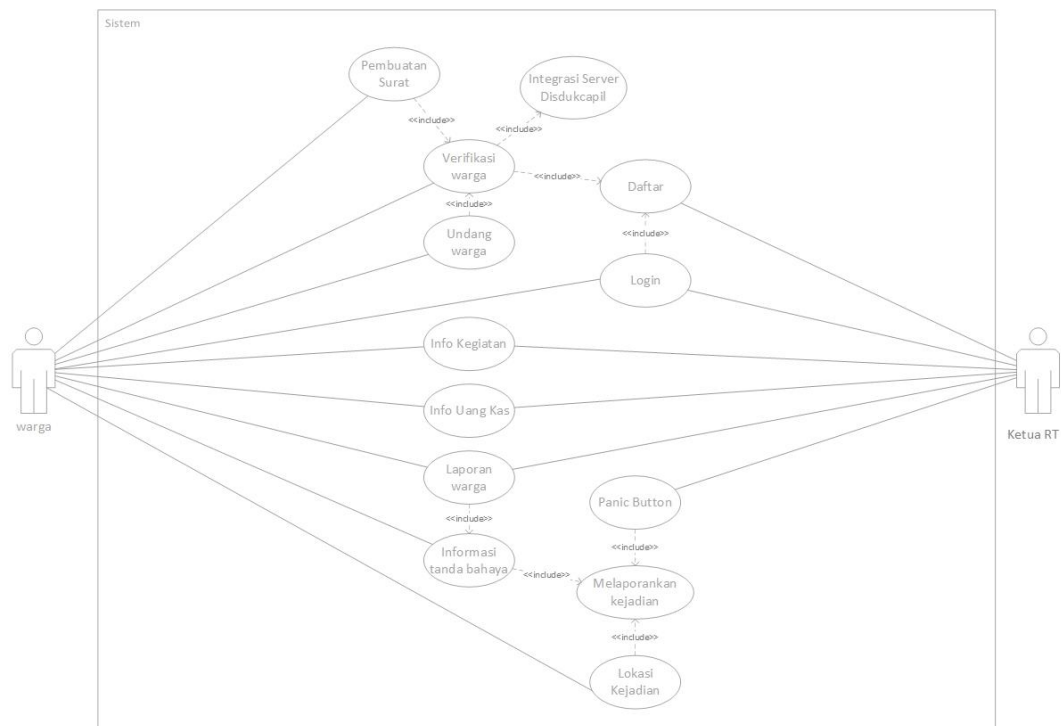 Sistem
Pembuatan
Surat
Integrasi Server
Disdukcapil
<<include>>
<<include>>
Verifikasi
warga
<<include>>
Daftar
<<include>>
Undang
warga
<<include>>
Login
Info Kegiatan
warga
Ketua RT
Info Uang Kas
Laporan
warga
Panic Button
<<include>>
Informasi
tanda bahaya
<<include>>
<<include>>
Melaporankan
kejadian
<<include>>
Lokasi
Kejadian